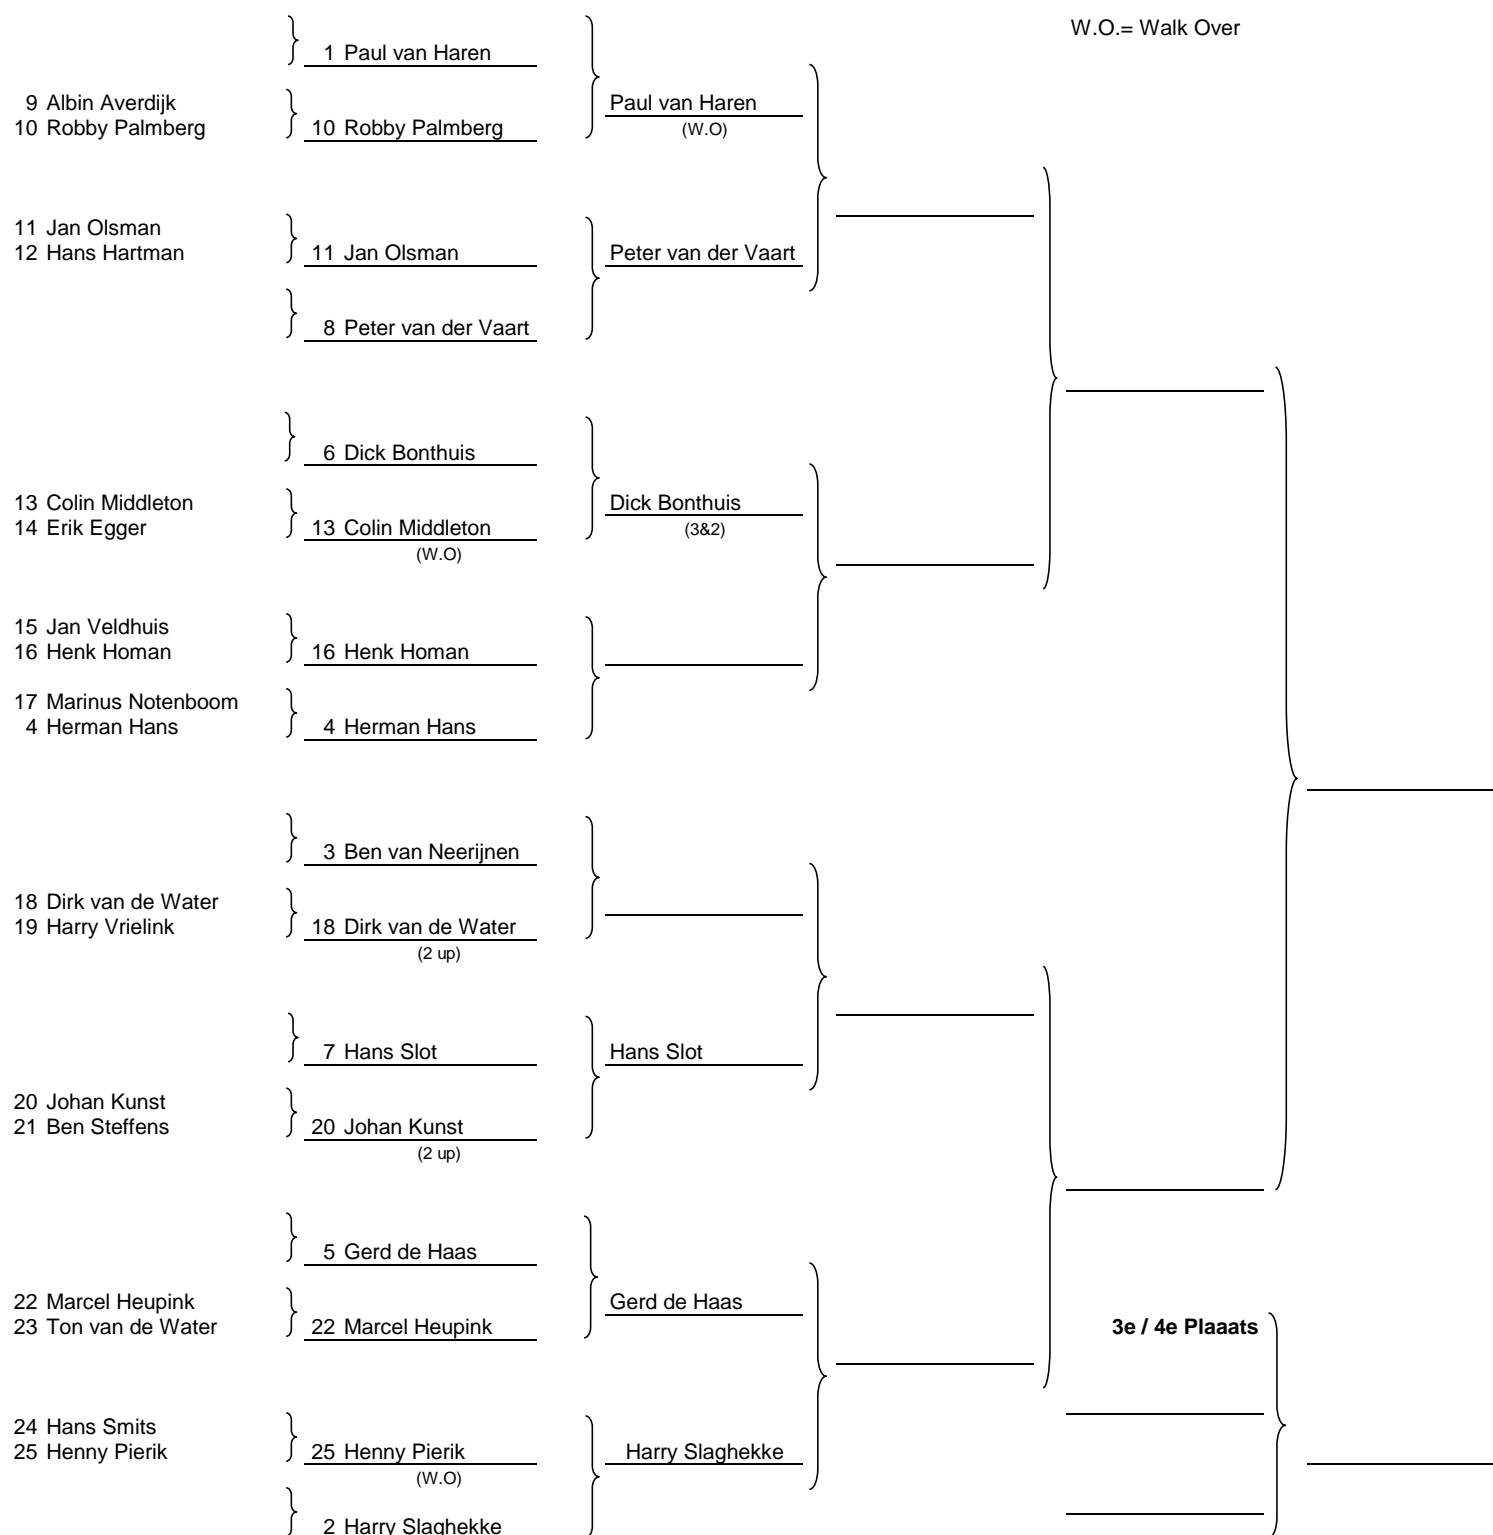 W.O.= Walk Over
1 Paul van Haren
9 Albin Averdijk
Paul van Haren
10 Robby Palmberg
10 Robby Palmberg
(W.O)
11 Jan Olsman
12 Hans Hartman
11 Jan Olsman
Peter van der Vaart
8 Peter van der Vaart
6 Dick Bonthuis
13 Colin Middleton
Dick Bonthuis
14 Erik Egger
13 Colin Middleton
(3&2)
(W.O)
15 Jan Veldhuis
16 Henk Homan
16 Henk Homan
17 Marinus Notenboom
4 Herman Hans
4 Herman Hans
3 Ben van Neerijnen
18 Dirk van de Water
19 Harry Vrielink
18 Dirk van de Water
(2 up)
7 Hans Slot
Hans Slot
20 Johan Kunst
21 Ben Steffens
20 Johan Kunst
(2 up)
5 Gerd de Haas
22 Marcel Heupink
Gerd de Haas
23 Ton van de Water
22 Marcel Heupink
3e / 4e Plaaats
24 Hans Smits
25 Henny Pierik
25 Henny Pierik
Harry Slaghekke
(W.O)
2 Harry Slaghekke